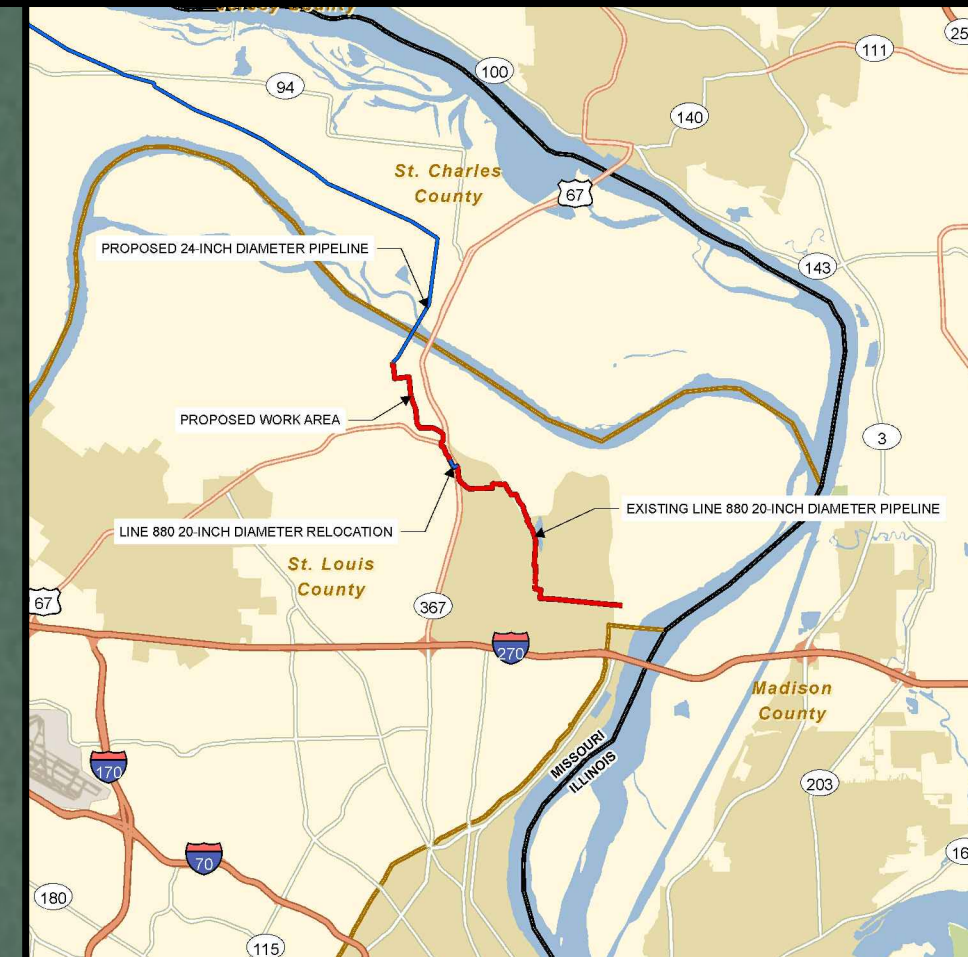 Jersey County
25
111
100
94
140
St. Charles
County
67
PROPOSED 24-INCH DIAMETER PIPELINE
143
PROPOSED WORK AREA
3
EXISTING LINE 880 20-INCH DIAMETER PIPELINE
LINE 880 20-INCH DIAMETER RELOCATION
St. Louis
County
67
367
270
Madison
County
MISSOURI
ILLINOIS
170
203
70
16
180
115